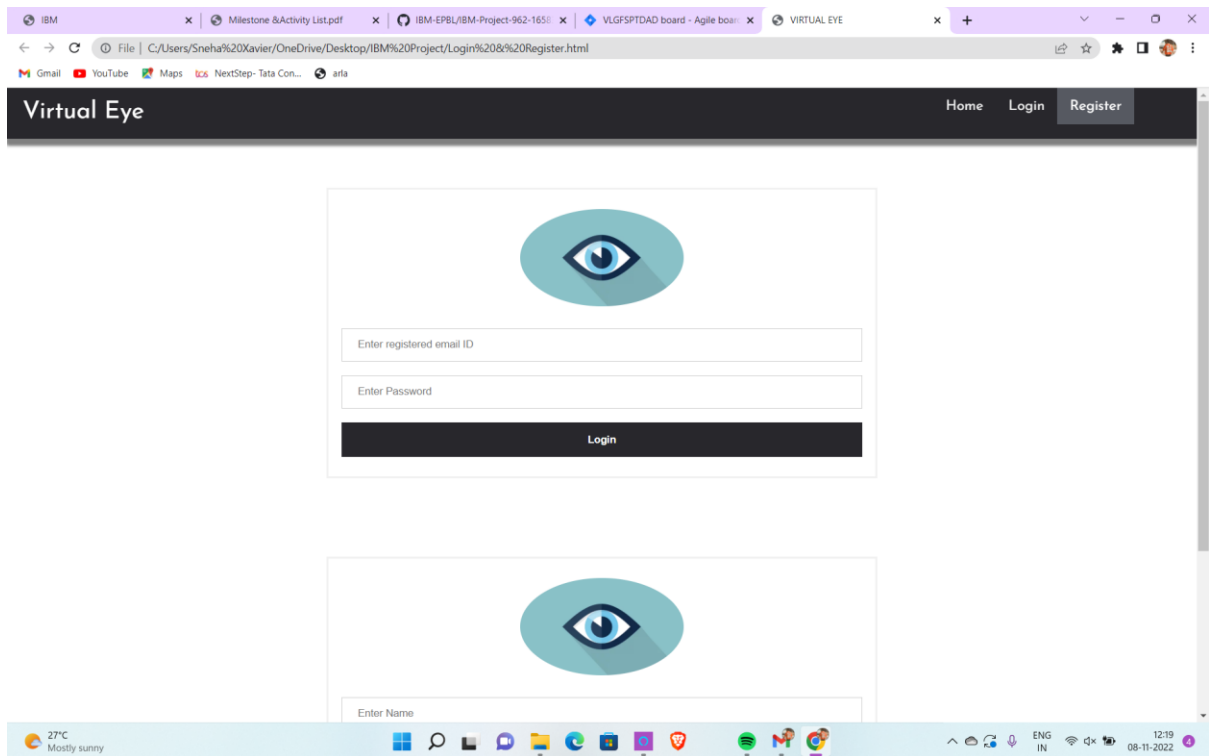 IBM
Milestone &Activity List.pdf
IBM-EPBL/IBM-Project-962-1658
VLGFSPTDAD board - Agile boar
VIRTUAL EYE
File | C:/Users/Sneha%20Xavier/OneDrive/Desktop/IBM%20Project/Login%20&%20Register.html
Gmail
YouTube
Maps
tcs NextStep- Tata Con...
arla
Virtual Eye
Home
Login
Register
Enter registered email ID
Enter Password
Login
Enter Name
27°C
Mostly sunny
ENG
IN
12:19
08-11-2022
4